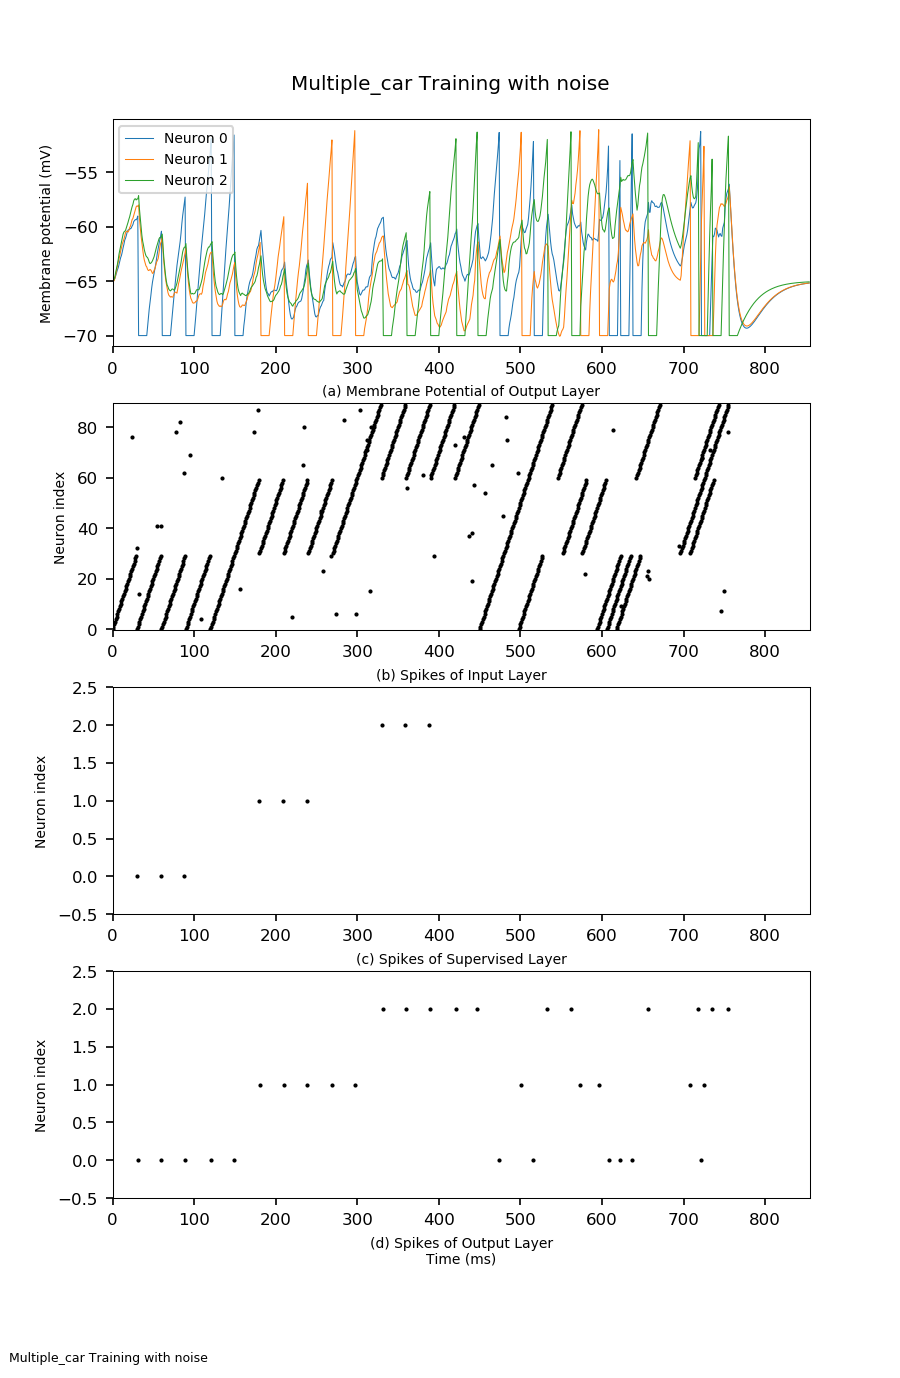 Multiple_car Training with noise
Membrane potential (mV)
Neuron 0
Neuron 1
Neuron 2
−55
−60
−65
−70
0 100 200 300 400 500 600 700 800
(a) Membrane Potential of Output Layer
Neuron index
80
60
40
20
0
0 100 200 300 400 500 600 700 800
(b) Spikes of Input Layer
Neuron index
2.5
2.0
1.5
1.0
0.5
0.0
−0.5
0 100 200 300 400 500 600 700 800
(c) Spikes of Supervised Layer
Neuron index
2.5
2.0
1.5
1.0
0.5
0.0
−0.5
0 100 200 300 400 500 600 700 800
(d) Spikes of Output Layer
Time (ms)
Multiple_car Training with noise